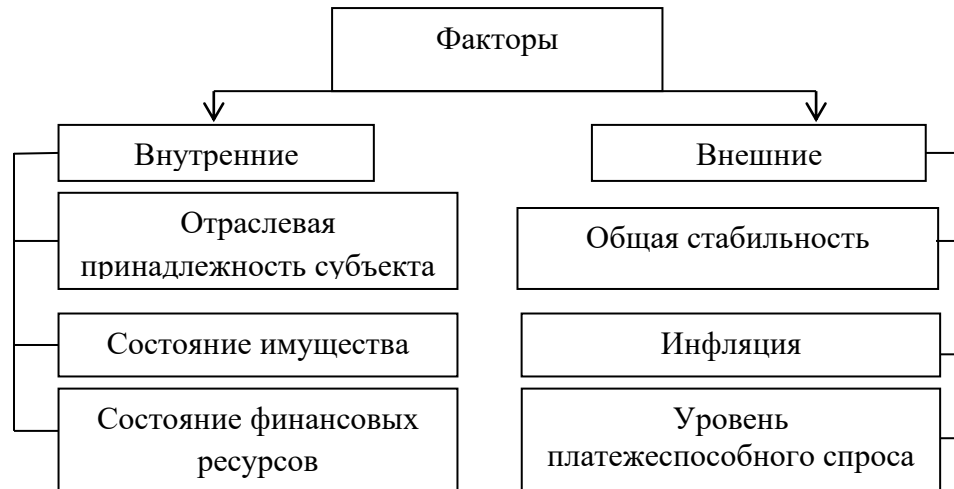 Факторы
Внутренние
Внешние
Отраслевая
принадлежность субъекта
Общая стабильность
Состояние имущества
Инфляция
Состояние финансовых
ресурсов
Уровень
платежеспособного спроса